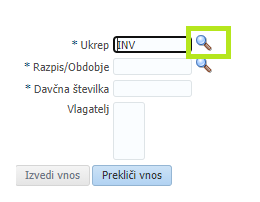 * Ukrep INV
* Razpis/Obdobje
* Davčna številka
Vlagatelj
Izvedi vnos Prekliči vnos